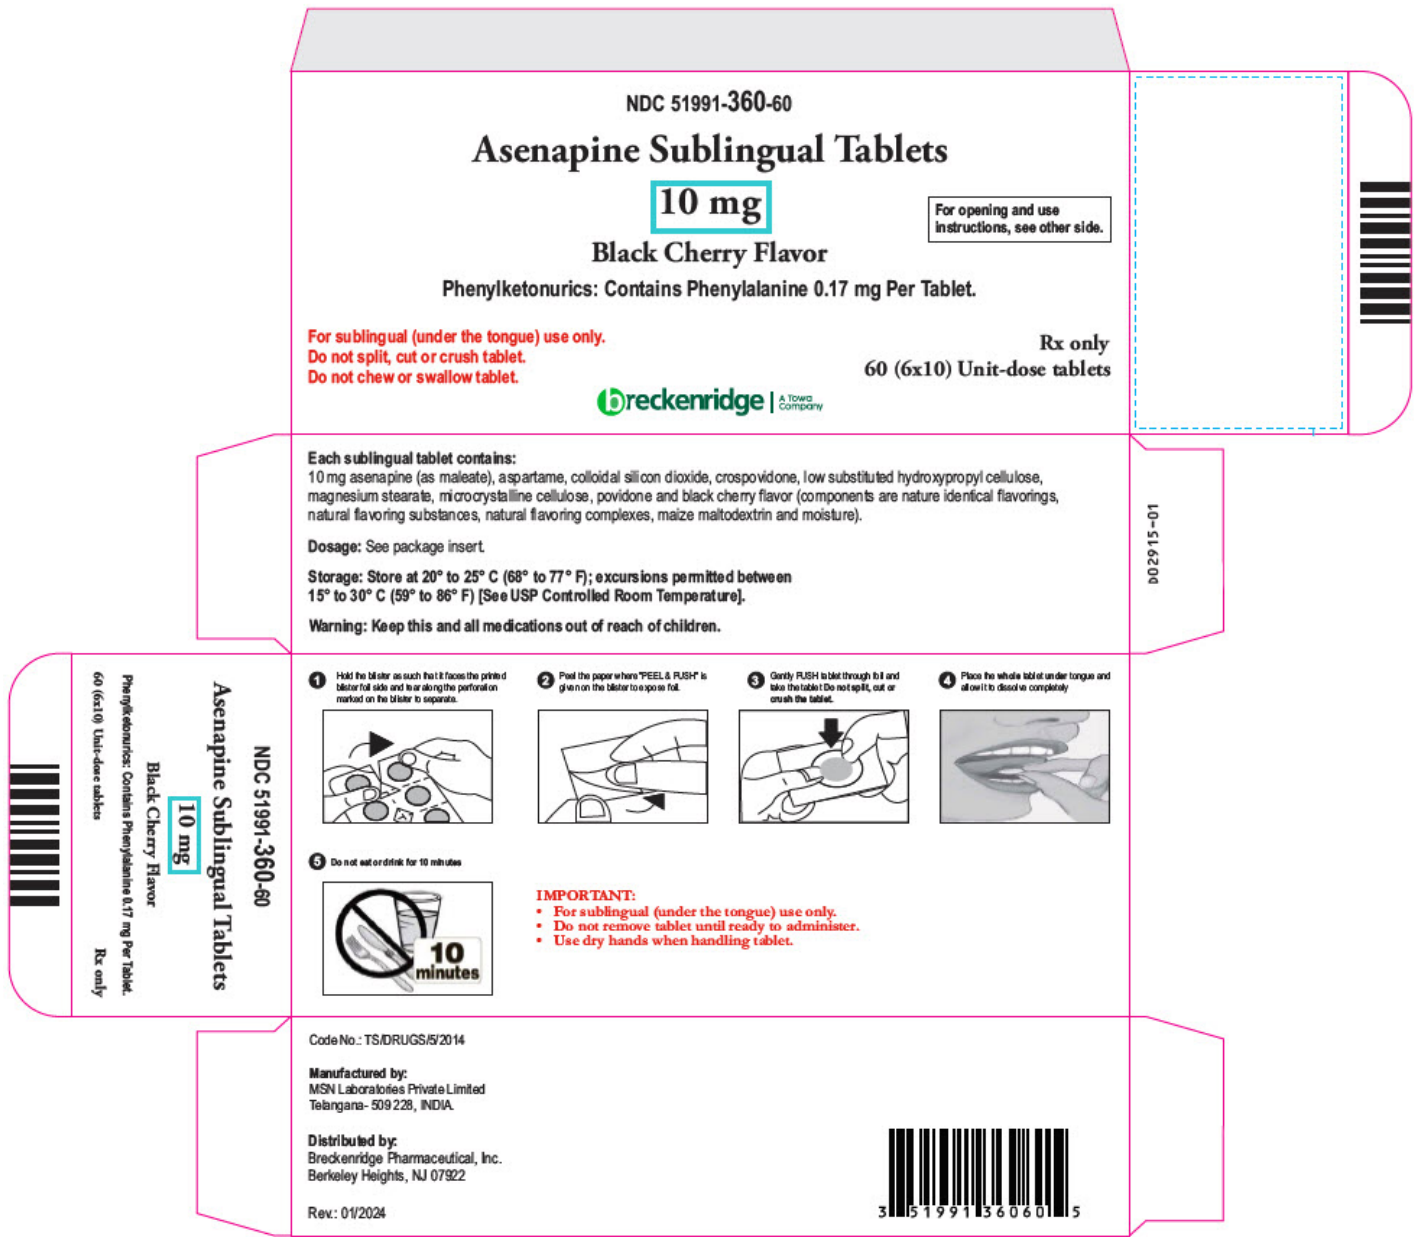 NDC 51991-360-60
Asenapine Sublingual Tablets
10 mg
For opening and use
instructions, see other side.
Black Cherry Flavor
Phenylketonurics: Contains Phenylalanine 0.17 mg Per Tablet.
For sublingual (under the tongue) use only.
Do not split, cut or crush tablet.
Do not chew or swallow tablet.
Rx only
60 (6x10) Unit-dose tablets
breckenridge | A Towa
Company
Each sublingual tablet contains:
10 mg asenapine (as maleate), aspartame, colloidal silicon dioxide, crospovidone, low substituted hydroxypropyl cellulose,
magnesium stearate, microcrystalline cellulose, povidone and black cherry flavor (components are nature identical flavorings,
natural flavoring substances, natural flavoring complexes, maize maltodextrin and moisture).
Dosage: See package insert.
Storage: Store at 20° to 25° C (68° to 77° F); excursions permitted between
15° to 30° C (59° to 86° F) [See USP Controlled Room Temperature].
Warning: Keep this and all medications out of reach of children.
D02915-01
NDC 51991-360-60
Asenapine Sublingual Tablets
10 mg
Black Cherry Flavor
Phenylketonurics: Contains Phenylalanine 0.17 mg Per Tablet.
60 (6x10) Unit-dose tablets
Rx only
1 Hold the blister as such that it faces the printed
blister foil side and tear along the perforation
marked on the blister to separate.
2 Peel the paper where "PEEL & PUSH" is
given on the blister to expose foil.
3 Gently PUSH tablet through foil and
take the tablet Do not split, cut or
crush the tablet.
4 Place the whole tablet under tongue and
allow it to dissolve completely
5 Do not eat or drink for 10 minutes
10
minutes
IMPORTANT:
• For sublingual (under the tongue) use only.
• Do not remove tablet until ready to administer.
• Use dry hands when handling tablet.
Code No.: TS/DRUGS/5/2014
Manufactured by:
MSN Laboratories Private Limited
Telangana- 509 228, INDIA.
Distributed by:
Breckenridge Pharmaceutical, Inc.
Berkeley Heights, NJ 07922
Rev.: 01/2024
3 51991 36060 5